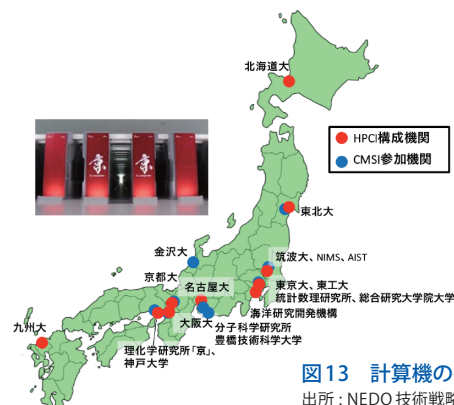 北海道大
HPCI構成機関
CMSI参加機関
京
京
東北大
金沢大
筑波大、NIMS、AIST
京都大
名古屋大
東京大、東工大
統計数理研究所、総合研究大学院大学
海洋研究開発機構
九州大
大阪大
分子科学研究所
豊橋技術科学大学
理化学研究所「京」、
神戸大学
図13 計算機の
出所：NEDO 技術戦略